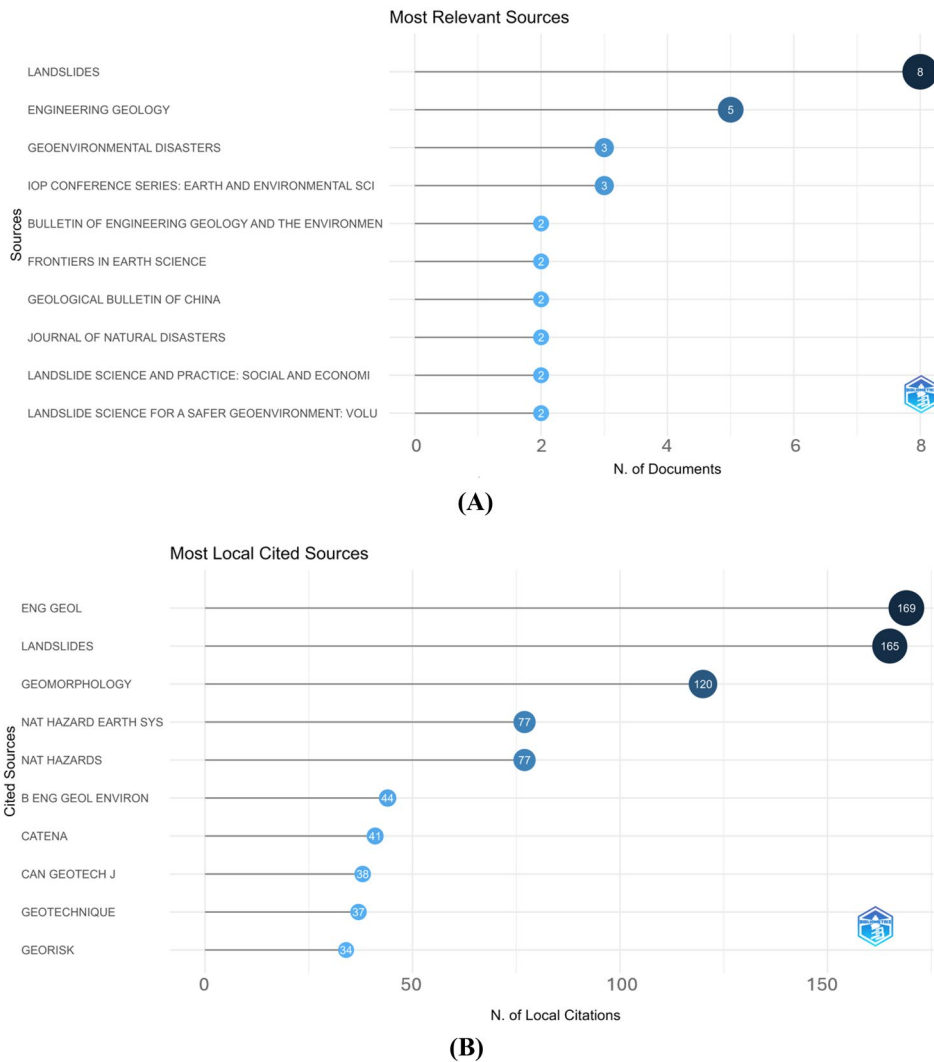 Most Relevant Sources
LANDSLIDES
8
ENGINEERING GEOLOGY
5
GEOENVIRONMENTAL DISASTERS
3
IOP CONFERENCE SERIES: EARTH AND ENVIRONMENTAL SCI
3
BULLETIN OF ENGINEERING GEOLOGY AND THE ENVIRONMEN
2
FRONTIERS IN EARTH SCIENCE
2
GEOLOGICAL BULLETIN OF CHINA
2
JOURNAL OF NATURAL DISASTERS
2
LANDSLIDE SCIENCE AND PRACTICE: SOCIAL AND ECONOMI
2
LANDSLIDE SCIENCE FOR A SAFER GEOENVIRONMENT: VOLU
2
Sources
0 2 4 6 8
N. of Documents
BIBLIOMETRIX
(A)
Most Local Cited Sources
ENG GEOL
169
LANDSLIDES
165
GEOMORPHOLOGY
120
NAT HAZARD EARTH SYS
77
NAT HAZARDS
77
B ENG GEOL ENVIRON
44
CATENA
41
CAN GEOTECH J
38
GEOTECHNIQUE
37
GEORISK
34
Cited Sources
0 50 100 150
N. of Local Citations
BIBLIOMETRIX
(B)